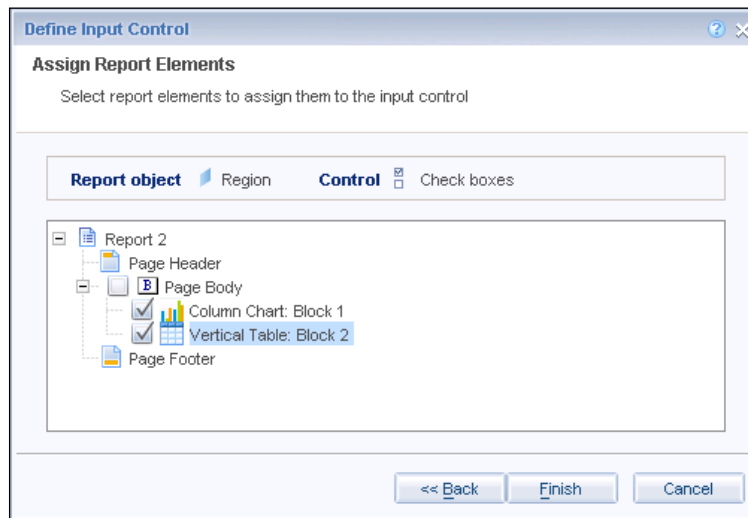 Define Input Control
Assign Report Elements
Select report elements to assign them to the input control
Report object Region Control Check boxes
Report 2
Page Header
B Page Body
Column Chart: Block 1
Vertical Table: Block 2
Page Footer
<< Back Finish Cancel